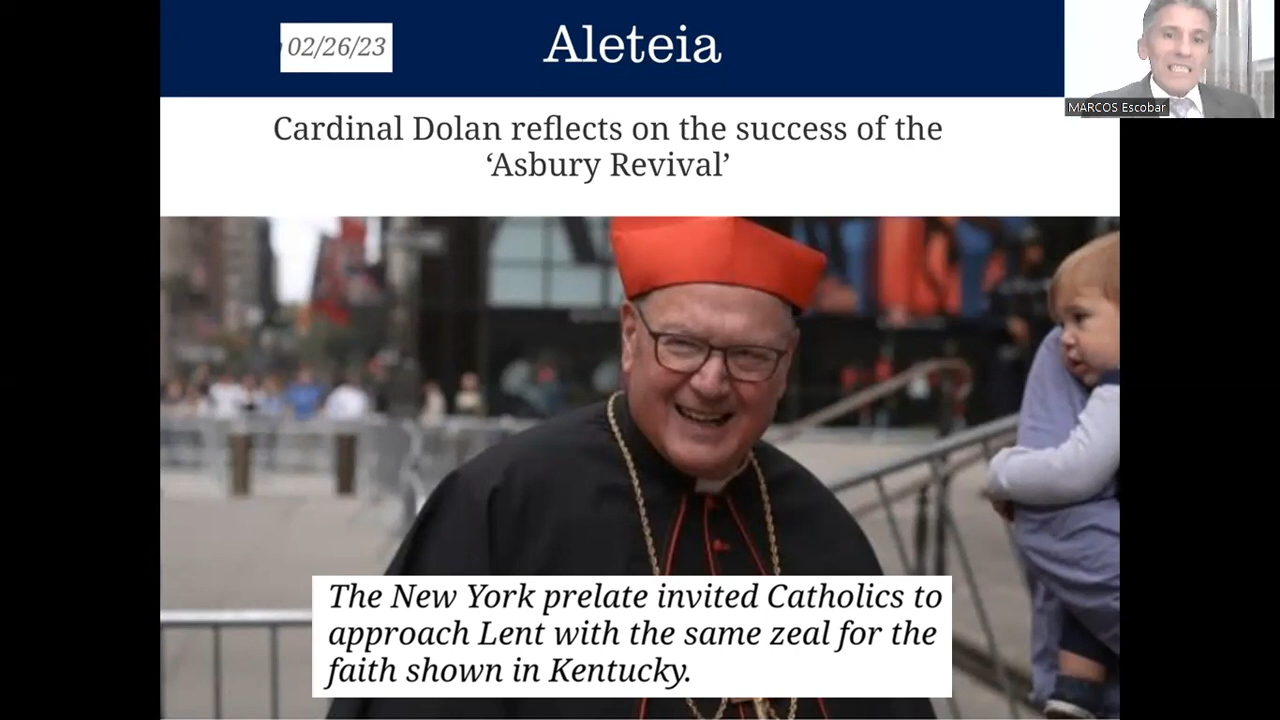 02/26/23
Aleteia
MARCOS Escobar
Cardinal Dolan reflects on the success of the
‘Asbury Revival’
The New York prelate invited Catholics to
approach Lent with the same zeal for the
faith shown in Kentucky.